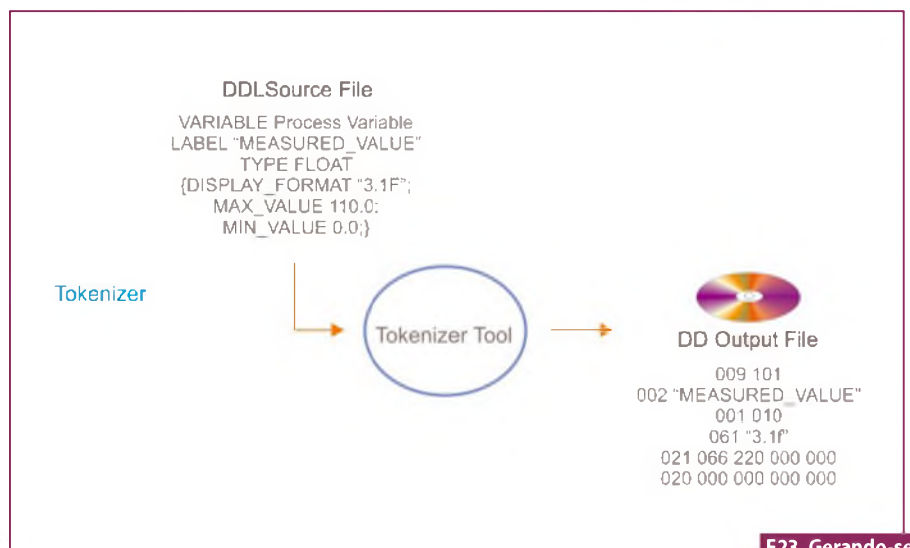 DDLSource File
VARIABLE Process Variable
LABEL “MEASURED_VALUE”
TYPE FLOAT
{DISPLAY_FORMAT “3.1F”;
MAX_VALUE 110.0:
MIN_VALUE 0.0;}
Tokenizer
Tokenizer Tool
DD Output File
009 101
002 “MEASURED_VALUE”
001 010
061 “3.1f”
021 066 220 000 000
020 000 000 000 000